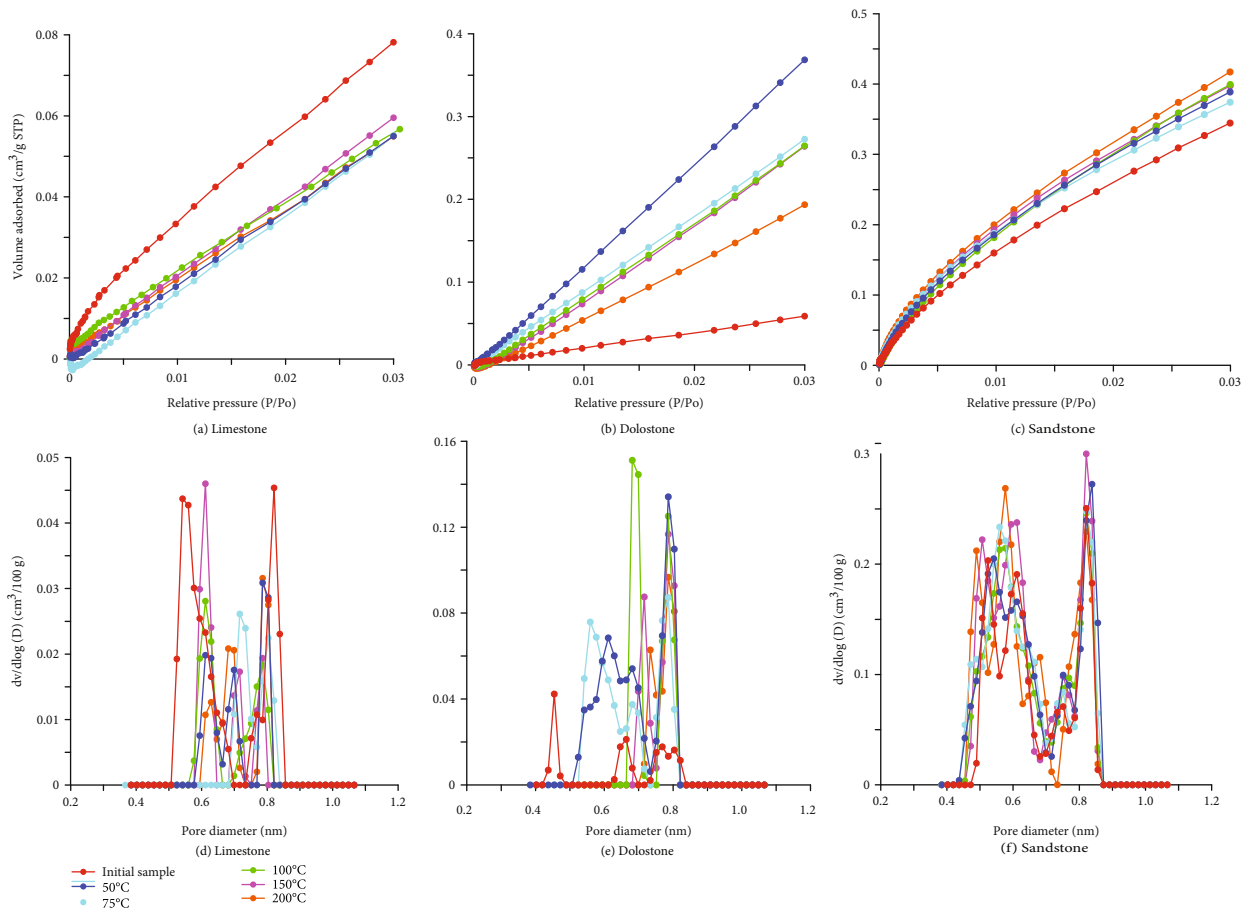 0.08
0.06
0.04
0.02
0
0
0.01
0.02
0.03
Volume adsorbed (cm³/g STP)
Relative pressure (P/Po)
(a) Limestone
0.4
0.3
0.2
0.1
0
0
0.01
0.02
0.03
Relative pressure (P/Po)
(b) Dolostone
0.5
0.4
0.3
0.2
0.1
0
0
0.01
0.02
0.03
Relative pressure (P/Po)
(c) Sandstone
0.05
0.04
0.03
0.02
0.01
0
0.2
0.4
0.6
0.8
1.0
1.2
dv/dlog (D) (cm³/100 g)
Pore diameter (nm)
(d) Limestone
0.16
0.12
0.08
0.04
0
0.2
0.4
0.6
0.8
1.0
1.2
Pore diameter (nm)
(e) Dolostone
0.3
0.2
0.1
0
0.2
0.4
0.6
0.8
1.0
1.2
dv/dlog (D) (cm³/100 g)
Pore diameter (nm)
(f) Sandstone
Initial sample
50°C
75°C
100°C
150°C
200°C